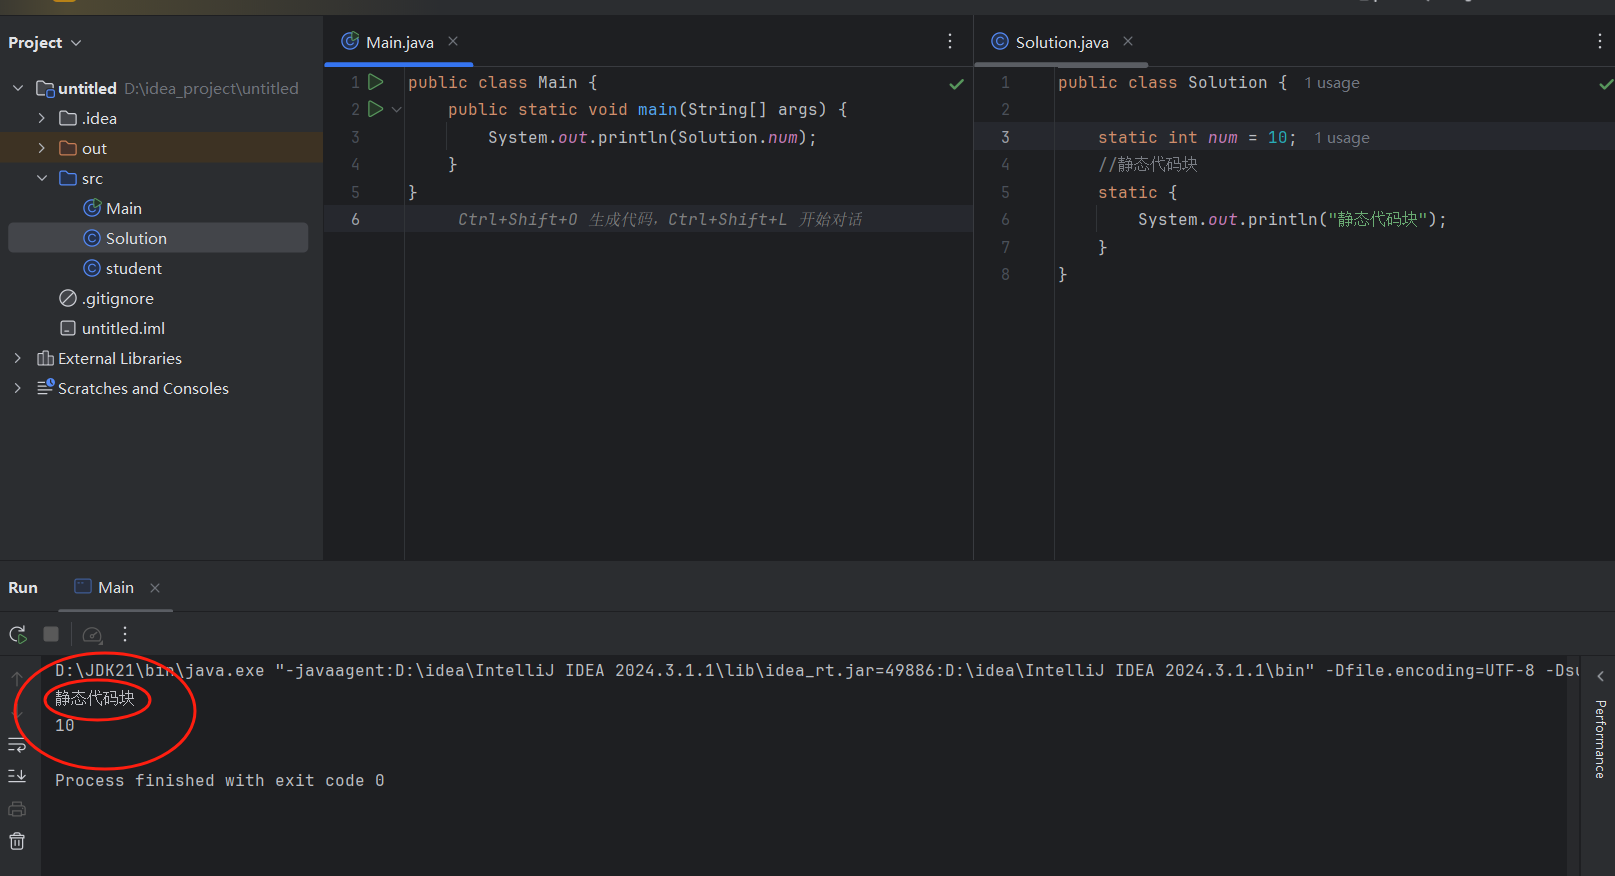 Project
untitled D:\idea_project\untitled
.idea
out
src
Main
Solution
student
.gitignore
untitled.iml
External Libraries
Scratches and Consoles
Main.java
1 public class Main {
2 public static void main(String[] args) {
3 System.out.println(Solution.num);
4 }
5 }
6 Ctrl+Shift+O 生成代码，Ctrl+Shift+L 开始对话
Solution.java
1 public class Solution { 1 usage
2
3 static int num = 10; 1 usage
4 //静态代码块
5 static {
6 System.out.println("静态代码块");
7 }
8 }
Run
Main
D:\JDK21\bin\java.exe "-javaagent:D:\idea\IntelliJ IDEA 2024.3.1.1\lib\idea_rt.jar=49886:D:\idea\IntelliJ IDEA 2024.3.1.1\bin" -Dfile.encoding=UTF-8 -Dsu
静态代码块
10
Process finished with exit code 0
Performance